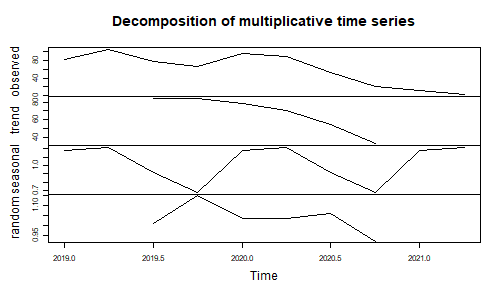 Decomposition of multiplicative time series
observed
80
40
0
trend
80
60
40
seasonal
1.0
0.7
random
1.10
0.95
2019.0 2019.5 2020.0 2020.5 2021.0
Time